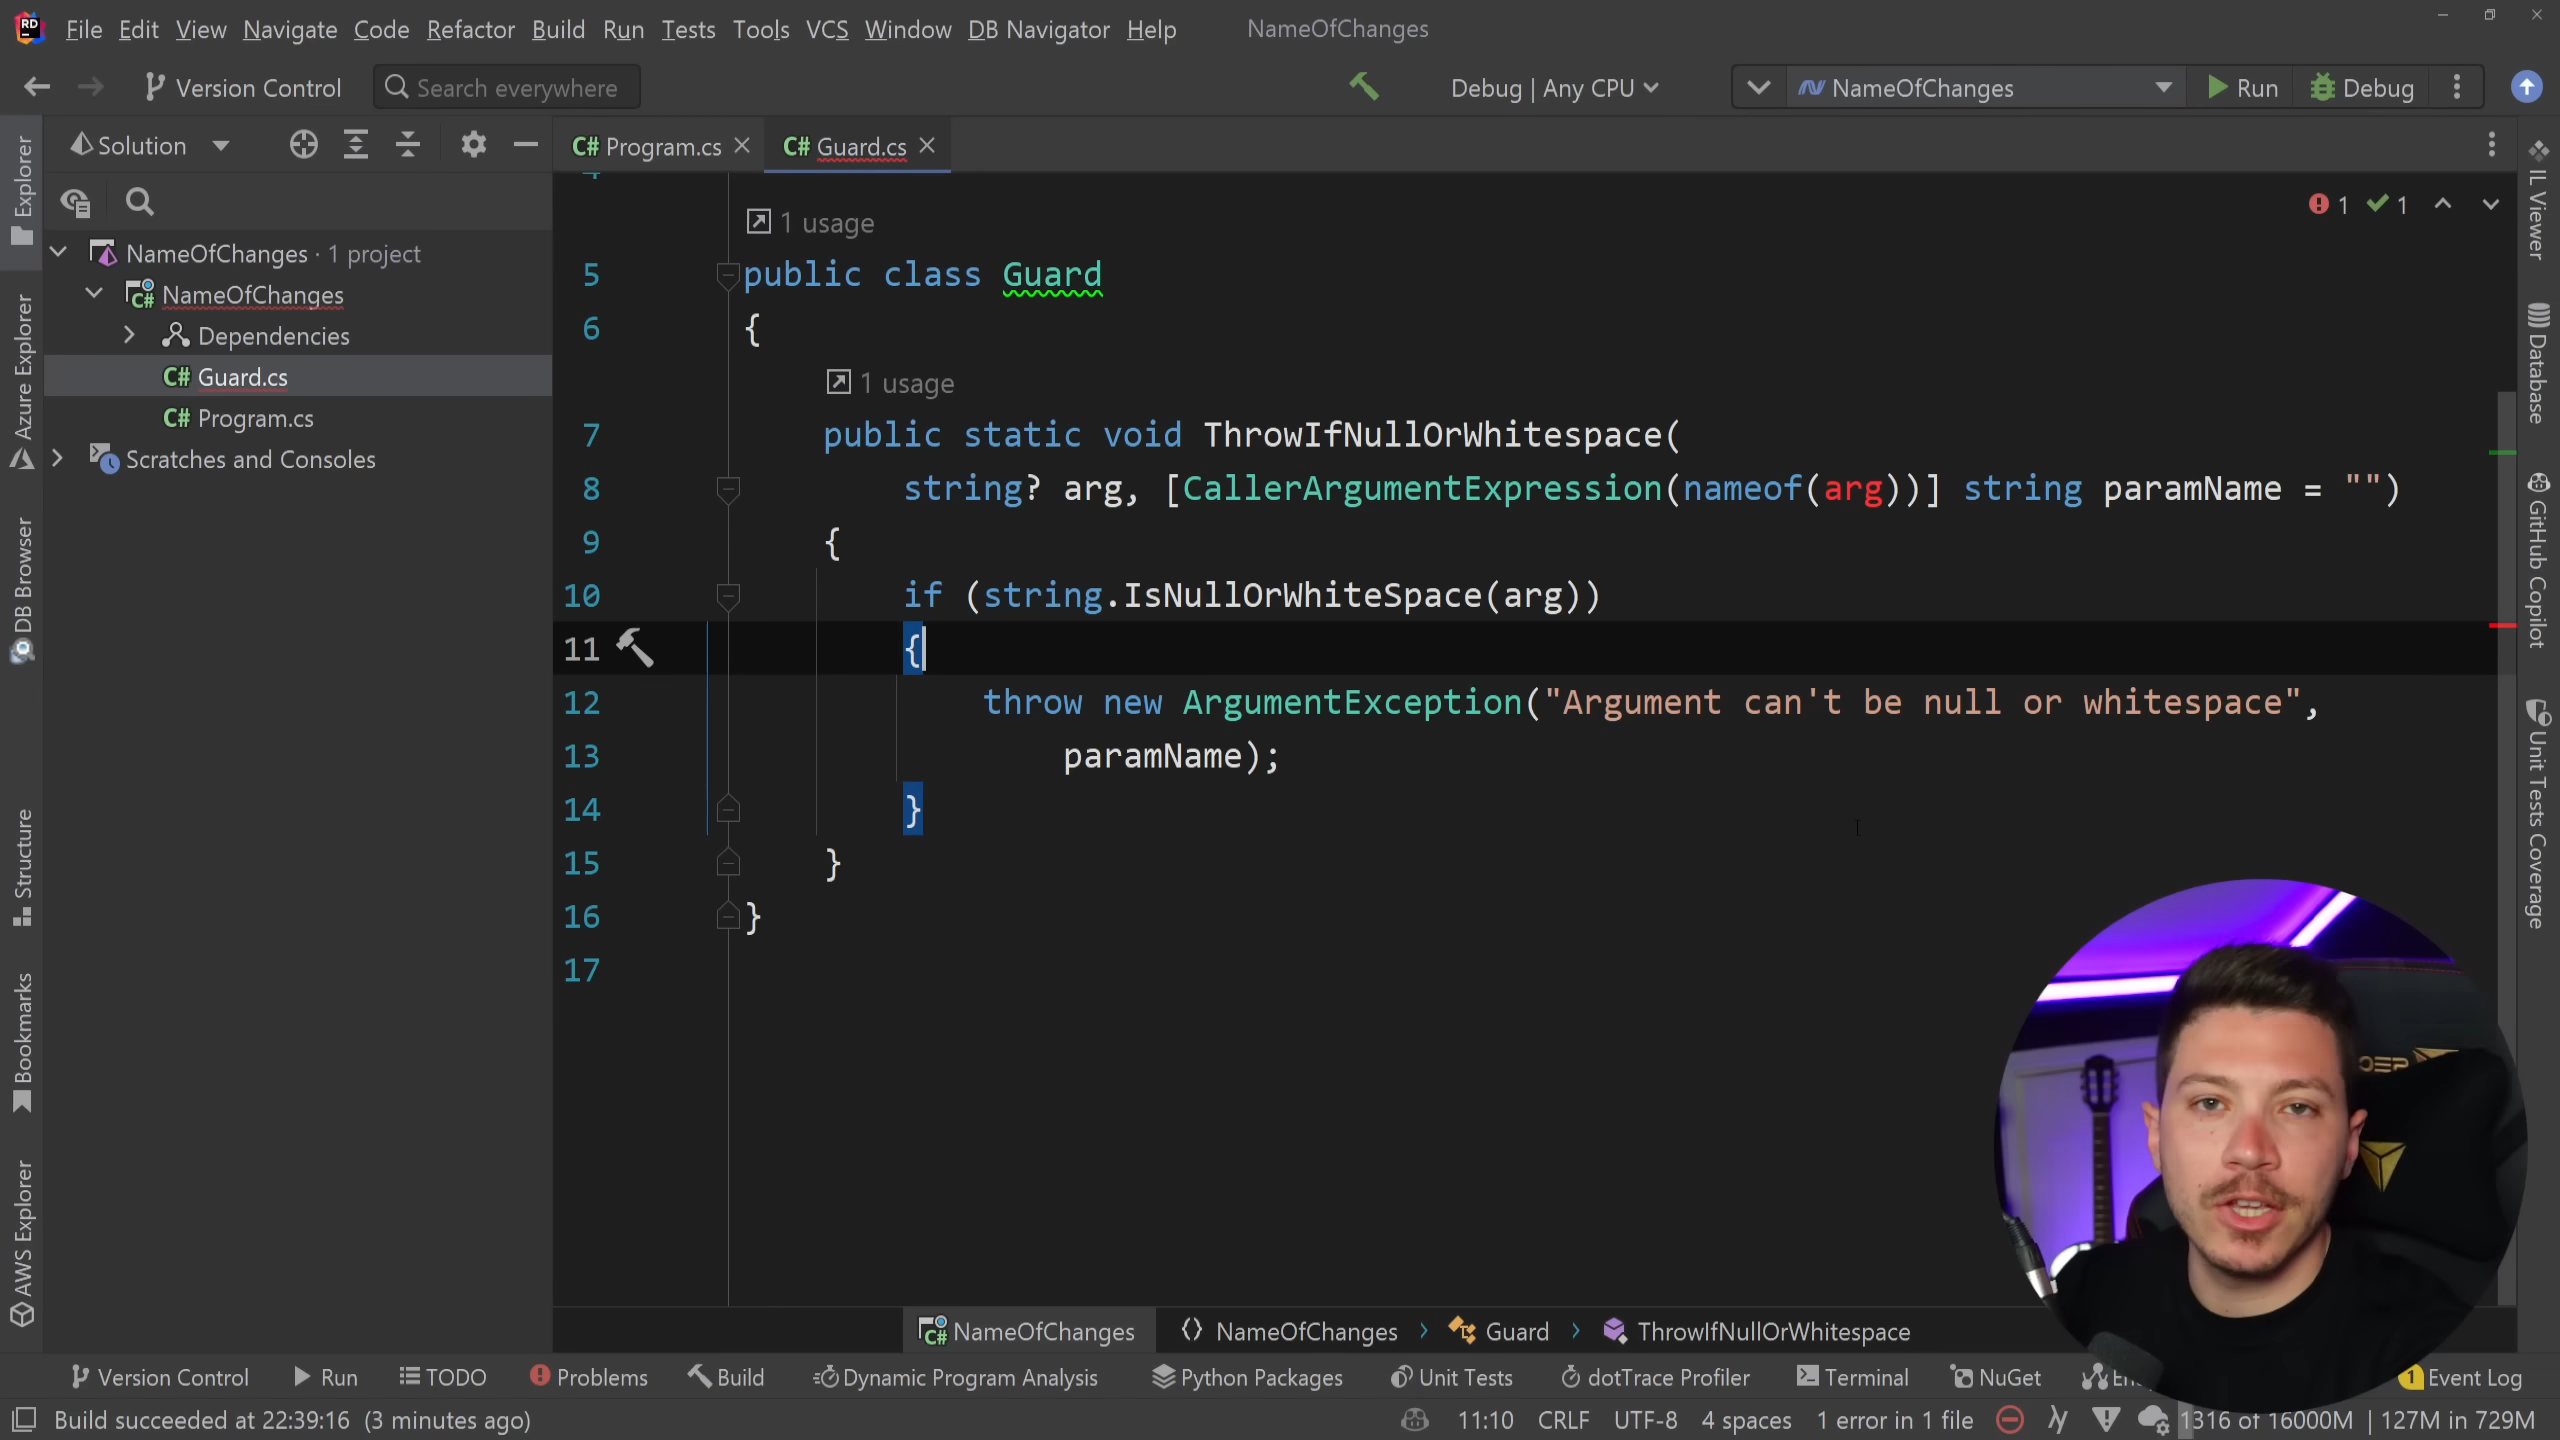 File Edit View Navigate Code Refactor Build Run Tests Tools VCS Window DB Navigator Help NameOfChanges
Version Control Search everywhere Debug | Any CPU NameOfChanges Run Debug
Explorer
Azure Explorer
DB Browser
Structure
Bookmarks
AWS Explorer
Solution
NameOfChanges · 1 project
NameOfChanges
Dependencies
C# Guard.cs
C# Program.cs
Scratches and Consoles
C# Program.cs C# Guard.cs
1 1
1 usage
5 public class Guard
6 {
1 usage
7 public static void ThrowIfNullOrWhitespace(
8 string? arg, [CallerArgumentExpression(nameof(arg))] string paramName = "")
9 {
10 if (string.IsNullOrWhiteSpace(arg))
11 {
12 throw new ArgumentException("Argument can't be null or whitespace",
13 paramName);
14 }
15 }
16 }
17
IL Viewer
Database
GitHub Copilot
Unit Tests Coverage
NameOfChanges {} NameOfChanges › Guard › ThrowIfNullOrWhitespace
Version Control Run TODO Problems Build Dynamic Program Analysis Python Packages Unit Tests dotTrace Profiler Terminal NuGet 1 Event Log
Build succeeded at 22:39:16 (3 minutes ago) 11:10 CRLF UTF-8 4 spaces 1 error in 1 file 1316 of 16000M | 127M in 729M